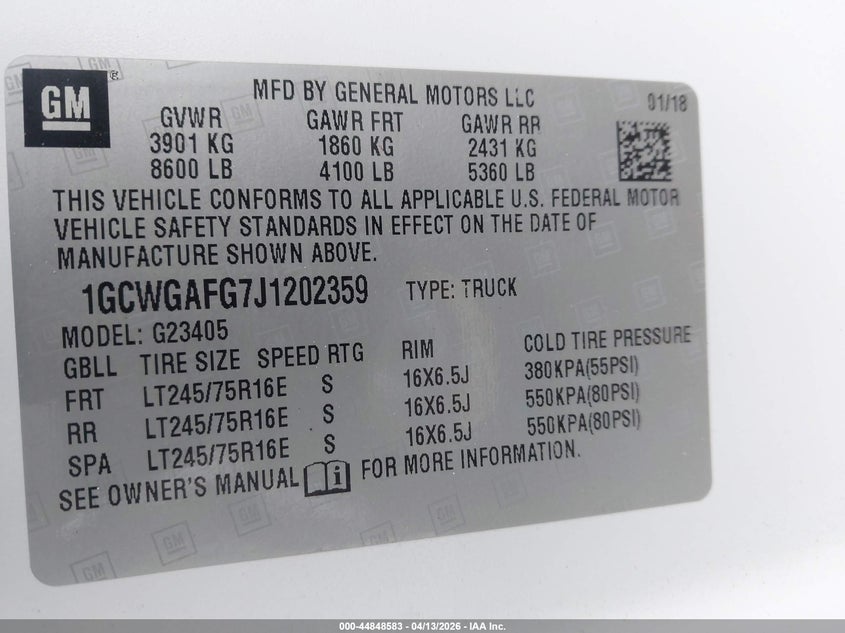 GM
MFD BY GENERAL MOTORS LLC 01/18
GVWR GAWR FRT GAWR RR
3901 KG 1860 KG 2431 KG
8600 LB 4100 LB 5360 LB
THIS VEHICLE CONFORMS TO ALL APPLICABLE U.S. FEDERAL MOTOR
VEHICLE SAFETY STANDARDS IN EFFECT ON THE DATE OF
MANUFACTURE SHOWN ABOVE.
1GCWGAFG7J1202359 TYPE: TRUCK
MODEL: G23405
GBLL TIRE SIZE SPEED RTG RIM COLD TIRE PRESSURE
FRT LT245/75R16E S 16X6.5J 380KPA(55PSI)
RR LT245/75R16E S 16X6.5J 550KPA(80PSI)
SPA LT245/75R16E S 16X6.5J 550KPA(80PSI)
SEE OWNER'S MANUAL FOR MORE INFORMATION.
000-44848583 - 04/13/2026 - IAA Inc.